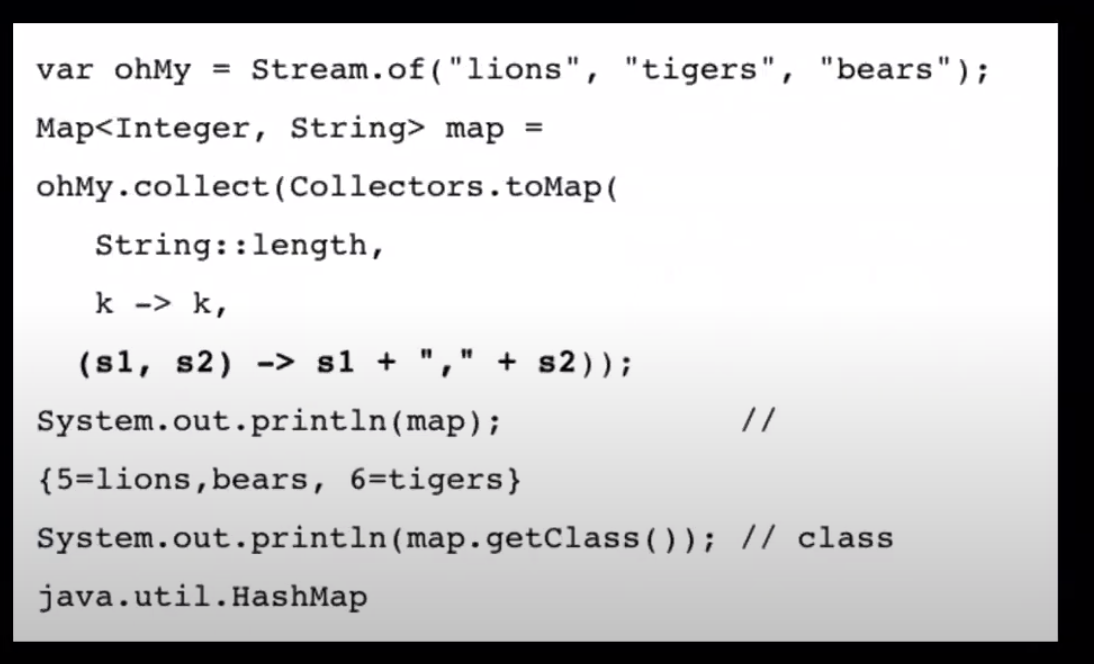 var ohMy = Stream.of("lions", "tigers", "bears");
Map<Integer, String> map =
ohMy.collect(Collectors.toMap(
String::length,
k -> k,
(s1, s2) -> s1 + "," + s2));
System.out.println(map); //
{5=lions,bears, 6=tigers}
System.out.println(map.getClass()); // class
java.util.HashMap